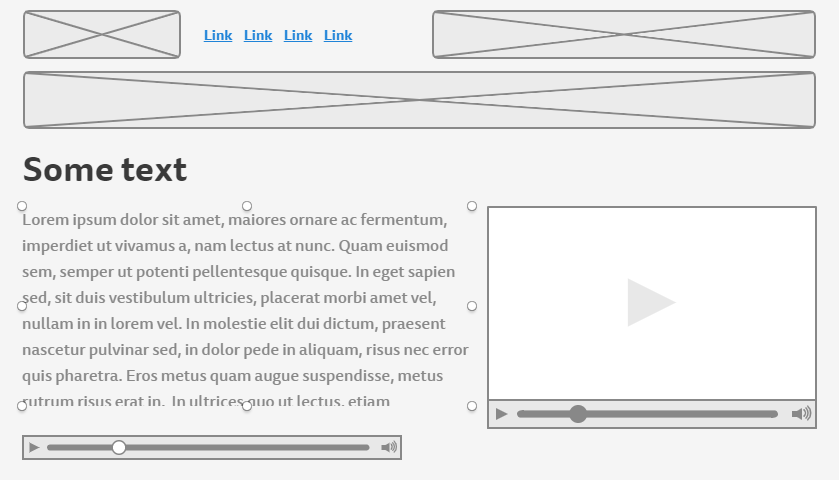 Link Link Link Link
Some text
Lorem ipsum dolor sit amet, maiores ornare ac fermentum,
imperdiet ut vivamus a, nam lectus at nunc. Quam euismod
sem, semper ut potenti pellentesque quisque. In eget sapien
sed, sit duis vestibulum ultricies, placerat morbi amet vel,
nullam in in lorem vel. In molestie elit dui dictum, praesent
nascetur pulvinar sed, in dolor pede in aliquam, risus nec error
quis pharetra. Eros metus quam augue suspendisse, metus
rutrum risus erat in. In ultrices quo ut lectus, etiam